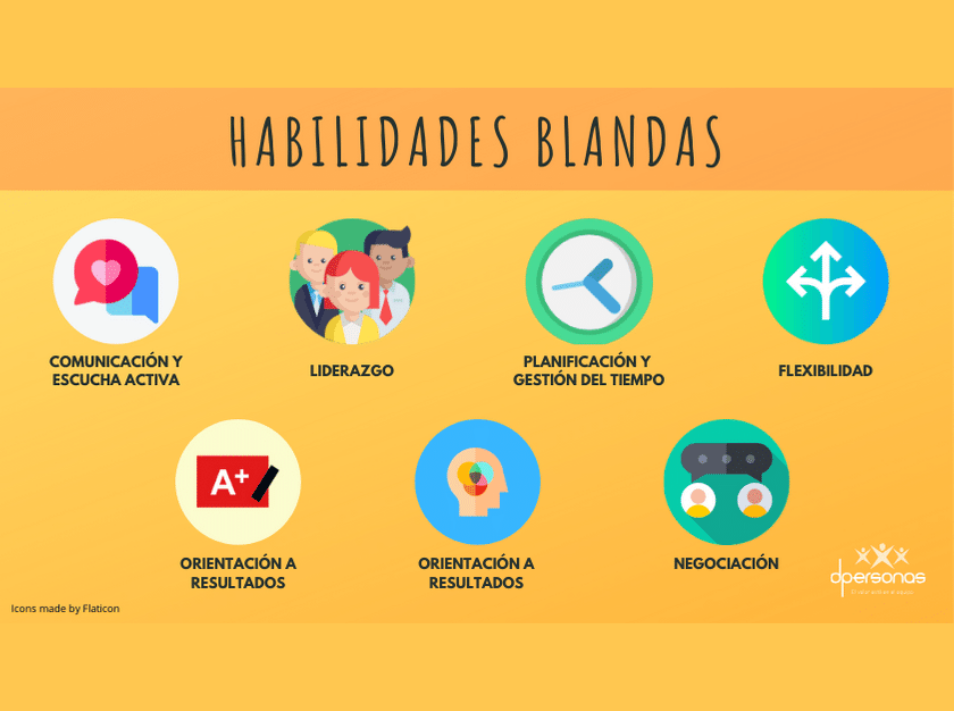 HABILIDADES BLANDAS
COMUNICACIÓN Y
ESCUCHA ACTIVA
LIDERAZGO
PLANIFICACIÓN Y
GESTIÓN DEL TIEMPO
FLEXIBILIDAD
A+
ORIENTACIÓN A
RESULTADOS
ORIENTACIÓN A
RESULTADOS
NEGOCIACIÓN
dpersonas
Icons made by Flaticon